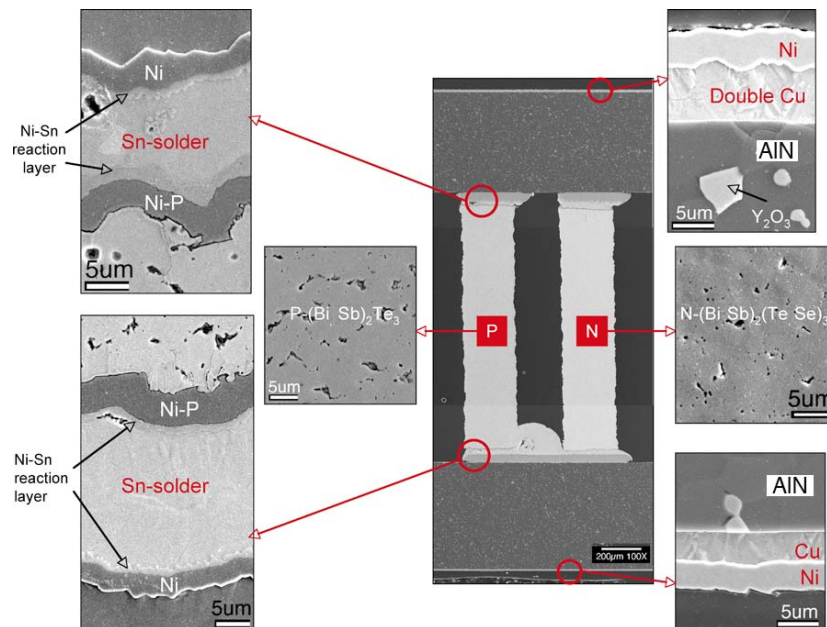 Ni
Ni-Sn
reaction
layer
Sn-solder
Ni-P
5um
Ni
Double Cu
AlN
Y₂O₃
5um
P-(Bi Sb)₂Te₃
5um
P
N
N-(Bi Sb)₂(Te Se)₃
5um
Ni-P
Ni-Sn
reaction
layer
Sn-solder
Ni
5um
200µm 100X
AlN
Cu
Ni
5um